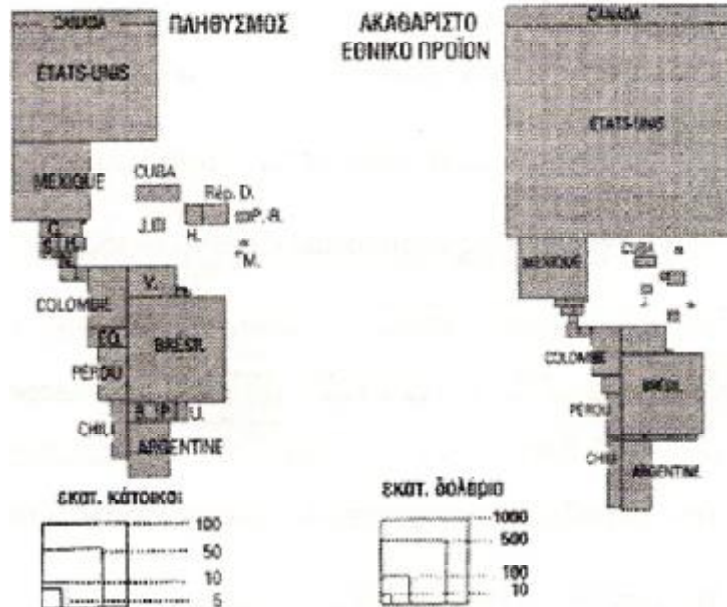 ΠΛΗΘΥΣΜΟΣ
CANADA
ÉTATS-UNIS
MEXIQUE
CUBA
Rép. D.
P.-R.
J.
H.
M.
G.
V.
COLOMBIE
ÉQ.
BRÉSIL
PÉROU
B.
P.
U.
CHILI
ARGENTINE
εκατ. κάτοικοι
100
50
10
5
ΑΚΑΘΑΡΙΣΤΟ
ΕΘΝΙΚΟ ΠΡΟΪΟΝ
CANADA
ÉTATS-UNIS
MEXIQUE
CUBA
COLOMBIE
BRÉSIL
PÉROU
CHILI
ARGENTINE
εκατ. δολάρια
1000
500
100
10